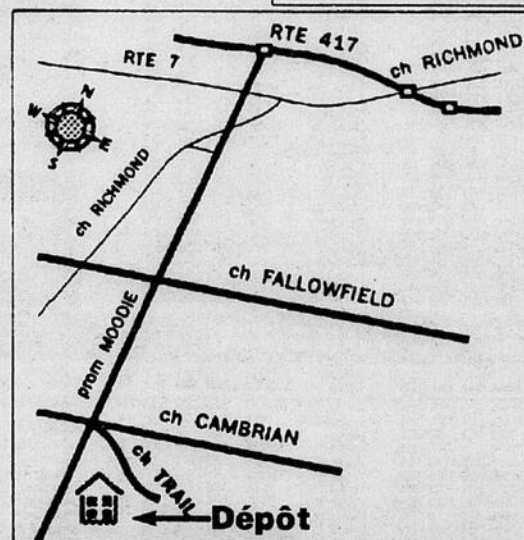 RTE 417
RTE 7
ch RICHMOND
N
W
E
S
ch RICHMOND
ch FALLOWFIELD
prom MOODIE
ch CAMBRIAN
ch TRAIL
Dépôt